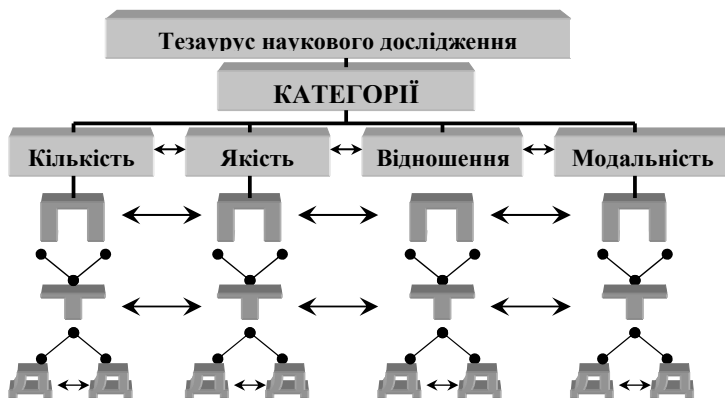 Тезаурус наукового дослідження
КАТЕГОРІЇ
Кількість Якість Відношення Модальність
П П П П
Т Т Т Т
А А А А А А А А